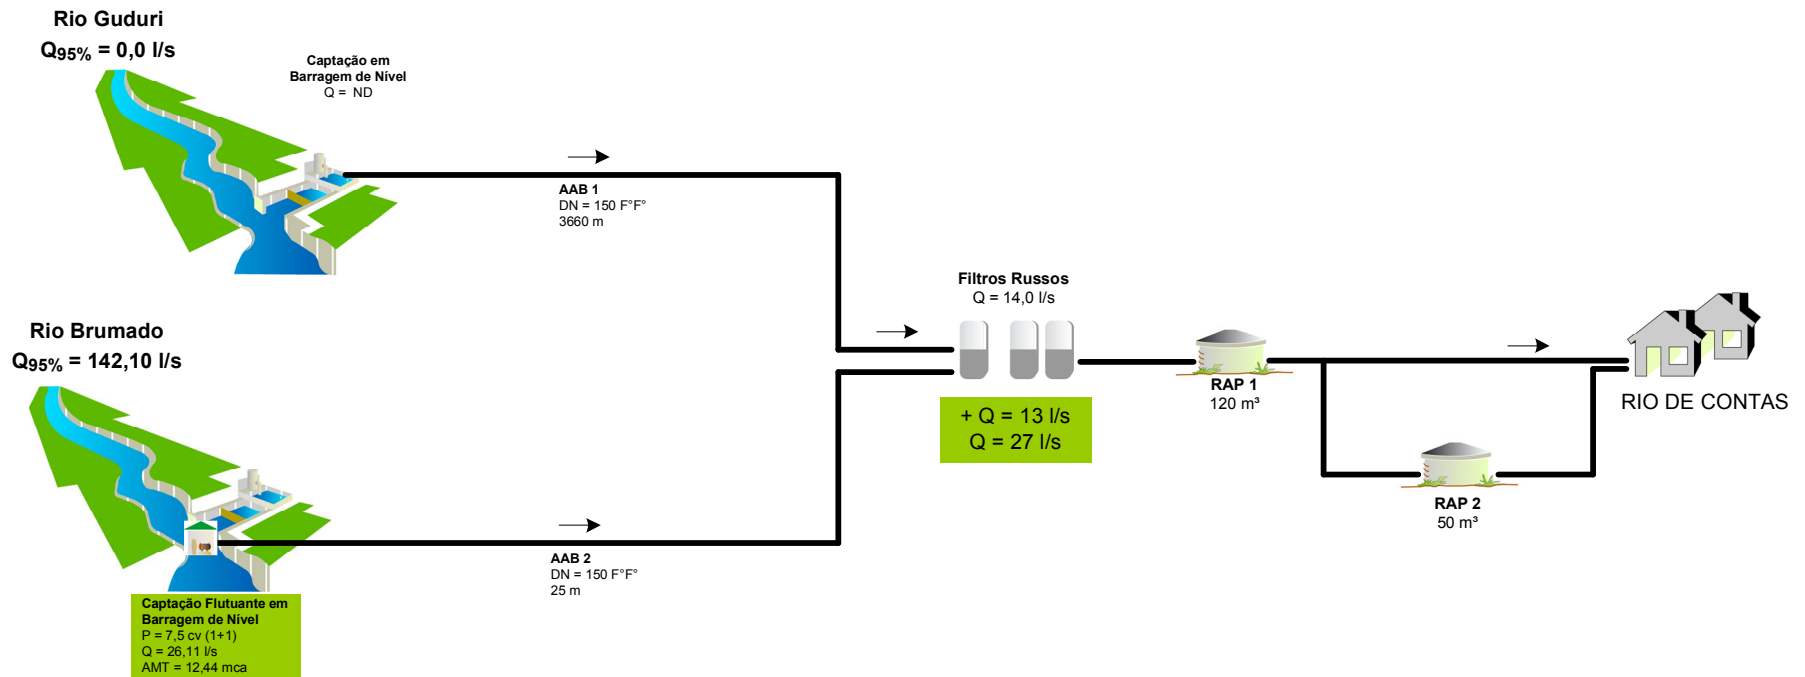 Rio Guduri
Q95% = 0,0 l/s
Captação em
Barragem de Nível
Q = ND
AAB 1
DN = 150 F°F°
3660 m
Filtros Russos
Q = 14,0 l/s
+ Q = 13 l/s
Q = 27 l/s
Rio Brumado
Q95% = 142,10 l/s
RAP 1
120 m³
RIO DE CONTAS
RAP 2
50 m³
AAB 2
DN = 150 F°F°
25 m
Captação Flutuante em
Barragem de Nível
P = 7,5 cv (1+1)
Q = 26,11 l/s
AMT = 12,44 mca